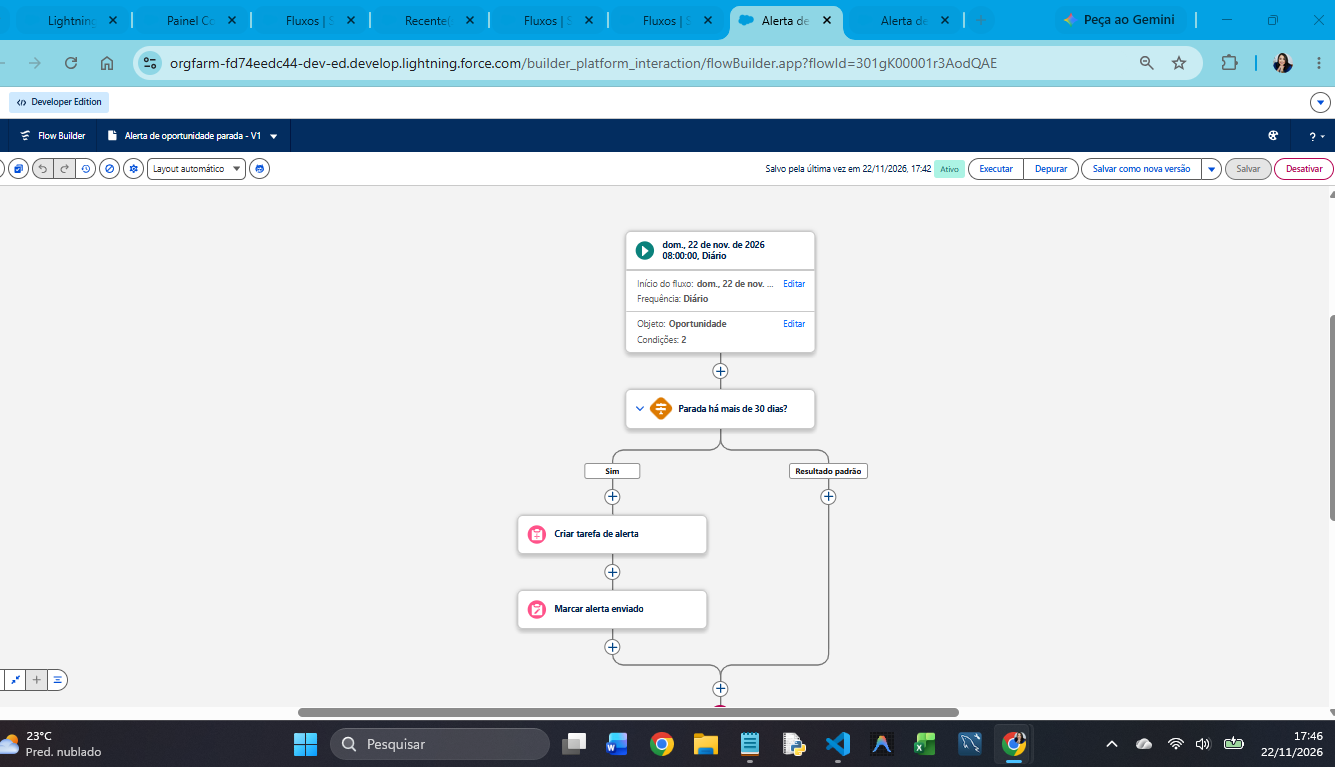 Lightning
Painel Co
Fluxos | S
Recente(
Fluxos | S
Fluxos | S
Alerta de
Alerta de
Peça ao Gemini
orgfarm-fd74eedc44-dev-ed.develop.lightning.force.com/builder_platform_interaction/flowBuilder.app?flowId=301gK00001r3AodQAE
Developer Edition
Flow Builder
Alerta de oportunidade parada - V1
?
Layout automático
Salvo pela última vez em 22/11/2026, 17:42
Ativo
Executar
Depurar
Salvar como nova versão
Salvar
Desativar
dom., 22 de nov. de 2026
08:00:00, Diário
Início do fluxo: dom., 22 de nov. ... Editar
Frequência: Diário
Objeto: Oportunidade Editar
Condições: 2
Parada há mais de 30 dias?
Sim
Resultado padrão
Criar tarefa de alerta
Marcar alerta enviado
23°C
Pred. nublado
Pesquisar
17:46
22/11/2026